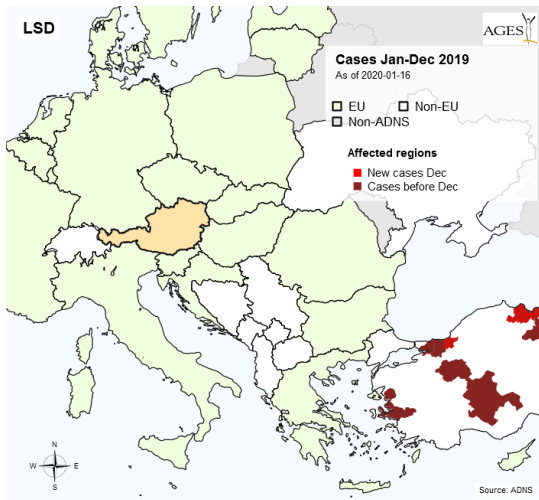 LSD
AGES
Cases Jan-Dec 2019
As of 2020-01-16
EU
Non-EU
Non-ADNS
Affected regions
New cases Dec
Cases before Dec
N
W E
S
Source: ADNS